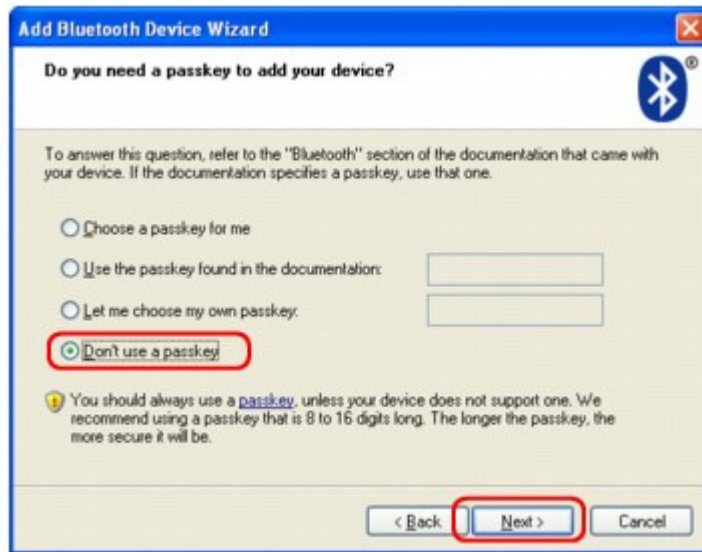 Add Bluetooth Device Wizard
Do you need a passkey to add your device?
®
To answer this question, refer to the "Bluetooth" section of the documentation that came with
your device. If the documentation specifies a passkey, use that one.
Choose a passkey for me
Use the passkey found in the documentation:
Let me choose my own passkey:
Don't use a passkey
You should always use a passkey, unless your device does not support one. We
recommend using a passkey that is 8 to 16 digits long. The longer the passkey, the
more secure it will be.
< Back Next > Cancel